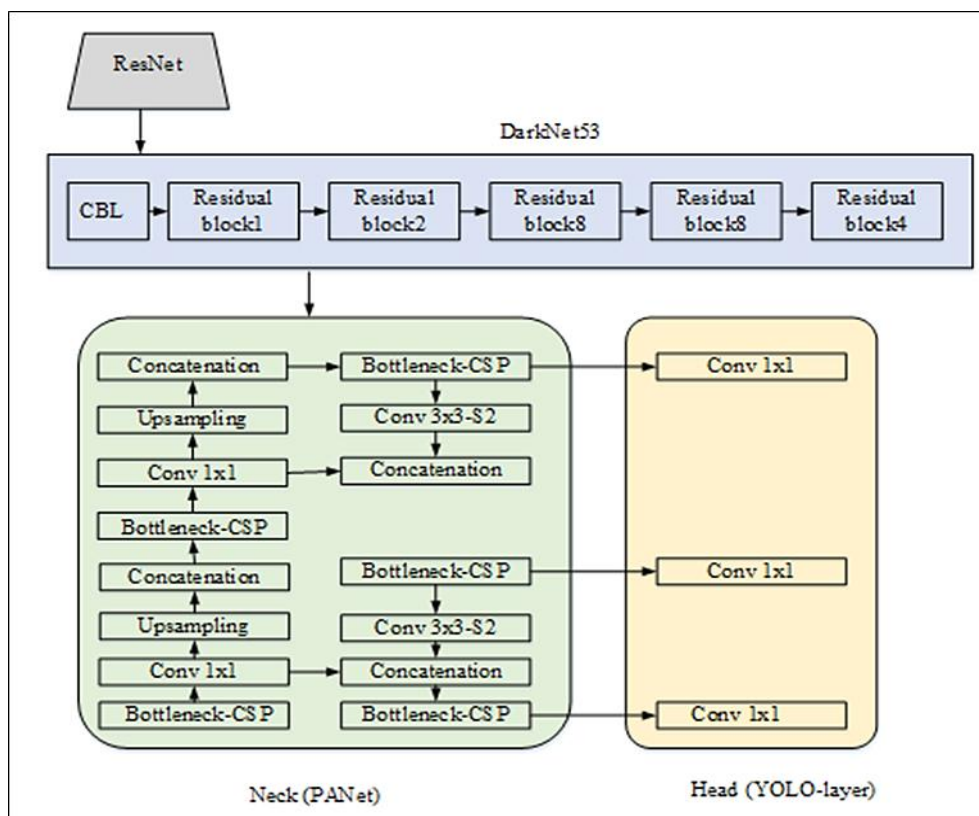 ResNet
DarkNet53
CBL
Residual
block1
Residual
block2
Residual
block8
Residual
block8
Residual
block4
Concatenation
Upsampling
Conv 1x1
Bottleneck-CSP
Concatenation
Upsampling
Conv 1x1
Bottleneck-CSP
Bottleneck-CSP
Conv 3x3-S2
Concatenation
Bottleneck-CSP
Conv 3x3-S2
Concatenation
Bottleneck-CSP
Conv 1x1
Conv 1x1
Conv 1x1
Neck (PANet)
Head (YOLO-layer)